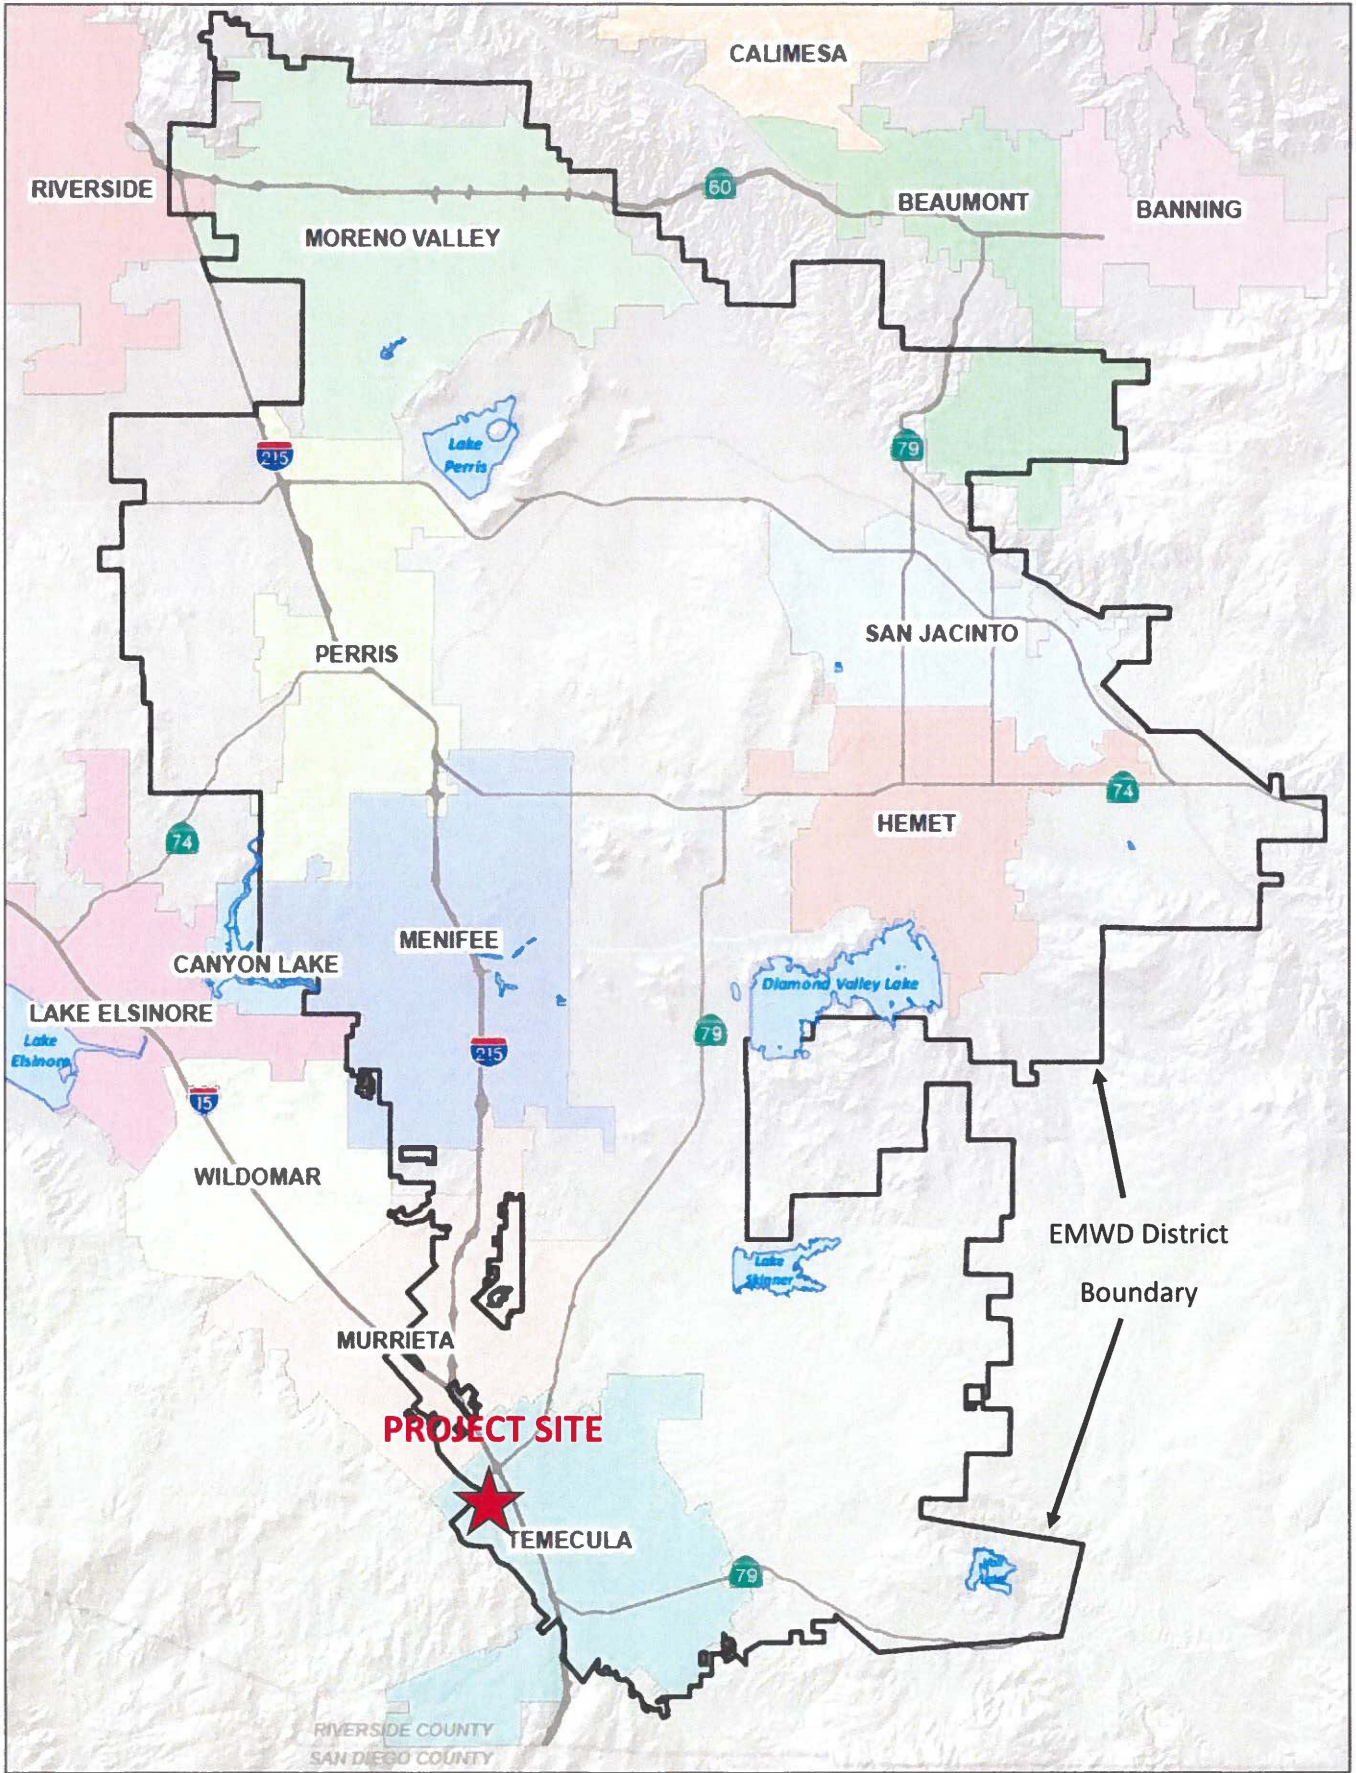 CALIMESA
RIVERSIDE
60
BEAUMONT
BANNING
MORENO VALLEY
215
Lake
Perris
79
SAN JACINTO
PERRIS
74
HEMET
74
MENIFEE
CANYON LAKE
Diamond Valley Lake
LAKE ELSINORE
Lake
Elsinore
79
215
15
WILDOMAR
EMWD District
Boundary
Lake
Skinner
MURRIETA
PROJECT SITE
TEMECULA
79
RIVERSIDE COUNTY
SAN DIEGO COUNTY